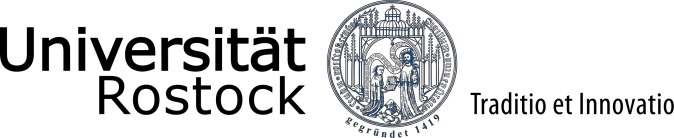 Universität
Rostock
gegründet 1419
Traditio et Innovatio